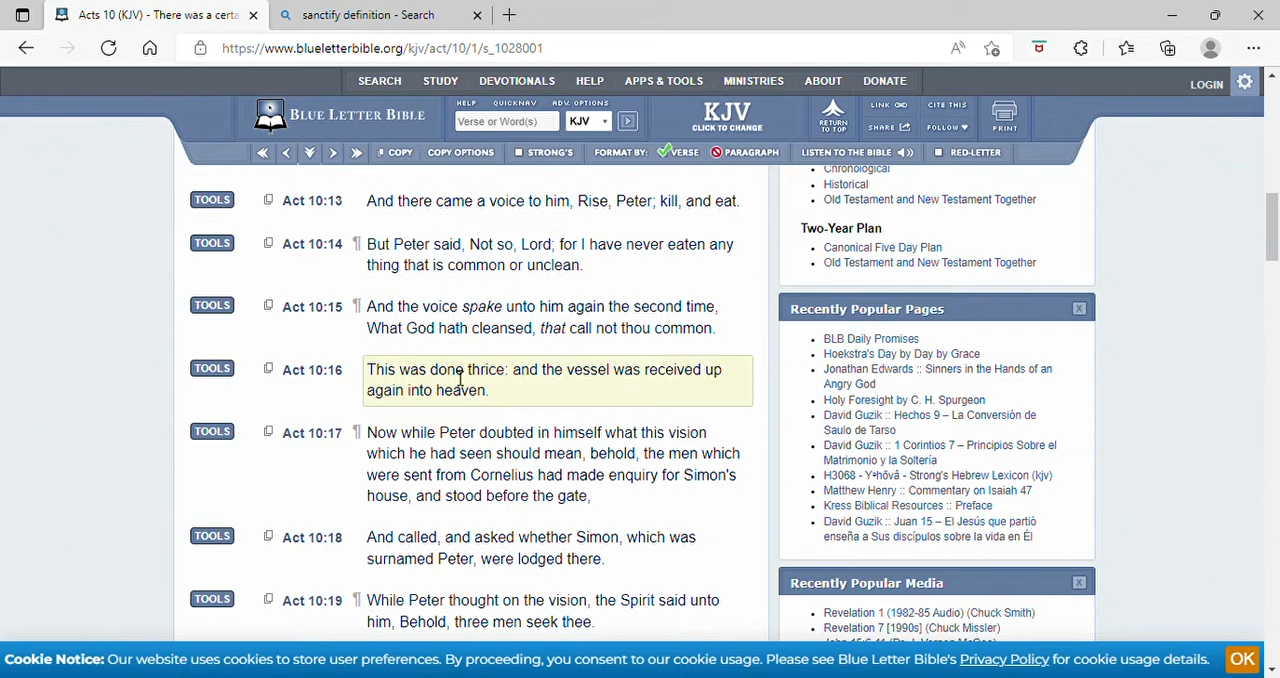 Acts 10 (KJV) - There was a certa
sanctify definition - Search
https://www.blueletterbible.org/kjv/act/10/1/s_1028001
SEARCH STUDY DEVOTIONALS HELP APPS & TOOLS MINISTRIES ABOUT DONATE
LOGIN
BLUE LETTER BIBLE
HELP QUICKNAV ADV. OPTIONS
Verse or Word(s) KJV
KJV
CLICK TO CHANGE
RETURN
TO TOP
LINK CITE THIS
SHARE FOLLOW
PRINT
COPY COPY OPTIONS STRONG'S FORMAT BY: VERSE PARAGRAPH LISTEN TO THE BIBLE RED-LETTER
TOOLS Act 10:13 And there came a voice to him, Rise, Peter; kill, and eat.
TOOLS Act 10:14 ¶ But Peter said, Not so, Lord; for I have never eaten any
thing that is common or unclean.
TOOLS Act 10:15 ¶ And the voice spake unto him again the second time,
What God hath cleansed, that call not thou common.
TOOLS Act 10:16 This was done thrice: and the vessel was received up
again into heaven.
TOOLS Act 10:17 ¶ Now while Peter doubted in himself what this vision
which he had seen should mean, behold, the men which
were sent from Cornelius had made enquiry for Simon's
house, and stood before the gate,
TOOLS Act 10:18 And called, and asked whether Simon, which was
surnamed Peter, were lodged there.
TOOLS Act 10:19 ¶ While Peter thought on the vision, the Spirit said unto
him, Behold, three men seek thee.
Chronological
Historical
Old Testament and New Testament Together
Two-Year Plan
Canonical Five Day Plan
Old Testament and New Testament Together
Recently Popular Pages X
BLB Daily Promises
Hoekstra's Day by Day by Grace
Jonathan Edwards :: Sinners in the Hands of an
Angry God
Holy Foresight by C. H. Spurgeon
David Guzik :: Hechos 9 – La Conversión de
Saulo de Tarso
David Guzik :: 1 Corintios 7 – Principios Sobre el
Matrimonio y la Soltería
H3068 - Yᵊhōvâ - Strong's Hebrew Lexicon (kjv)
Matthew Henry :: Commentary on Isaiah 47
Kress Biblical Resources :: Preface
David Guzik :: Juan 15 – El Jesús que partió
enseña a Sus discípulos sobre la vida en Él
Recently Popular Media X
Revelation 1 (1982-85 Audio) (Chuck Smith)
Revelation 7 [1990s] (Chuck Missler)
Cookie Notice: Our website uses cookies to store user preferences. By proceeding, you consent to our cookie usage. Please see Blue Letter Bible's Privacy Policy for cookie usage details. OK